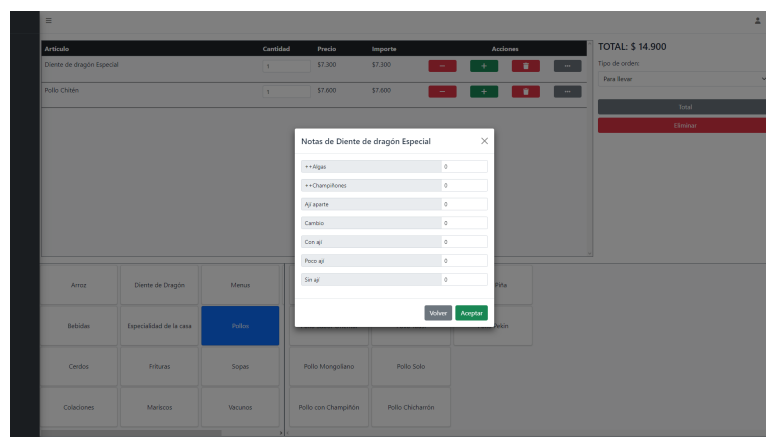 TOTAL: $ 14.900
Artículo Cantidad Precio Importe Acciones
Diente de dragón Especial 1 $7.300 $7.300
Tipo de orden:
Para llevar
Pollo Chitén 1 $7.600 $7.600
Total
Eliminar
Notas de Diente de dragón Especial
++Algas 0
++Champiñones 0
Ají aparte 0
Cambio 0
Con ají 0
Poco ají 0
Sin ají 0
Volver Aceptar
Arroz Diente de Dragón Menus Piña
Bebidas Especialidad de la casa Pollos Pekín
Cerdos Frituras Sopas Pollo Mongoliano Pollo Solo
Colaciones Mariscos Vacunos Pollo con Champiñón Pollo Chicharrón